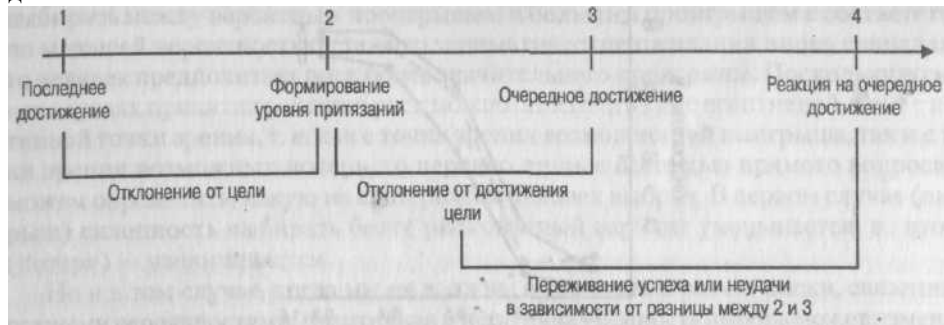 1 2 3 4
Последнее
достижение
Формирование
уровня притязаний
Очередное достижение
Реакция на очередное
достижение
Отклонение от цели
Отклонение от достижения
цели
Переживание успеха или неудачи
в зависимости от разницы между 2 и 3